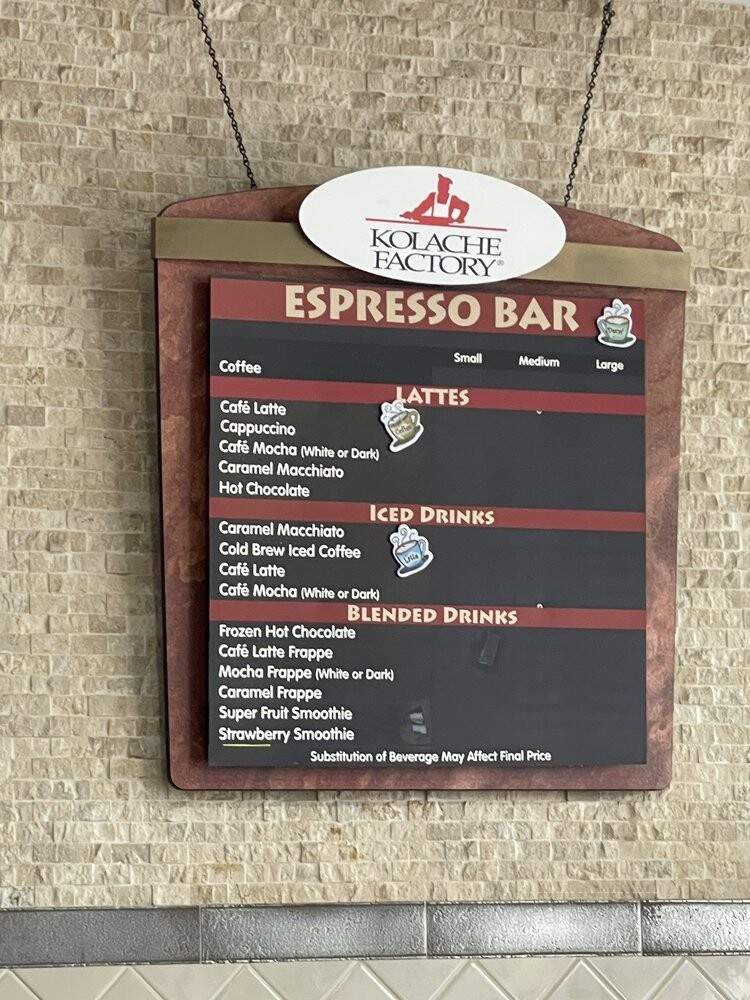 KOLACHE
FACTORY®
ESPRESSO BAR
Small Medium Large
Coffee
LATTES
Café Latte
Cappuccino
Café Mocha (White or Dark)
Caramel Macchiato
Hot Chocolate
ICED DRINKS
Caramel Macchiato
Cold Brew Iced Coffee
Café Latte
Café Mocha (White or Dark)
BLENDED DRINKS
Frozen Hot Chocolate
Café Latte Frappe
Mocha Frappe (White or Dark)
Caramel Frappe
Super Fruit Smoothie
Strawberry Smoothie
Substitution of Beverage May Affect Final Price